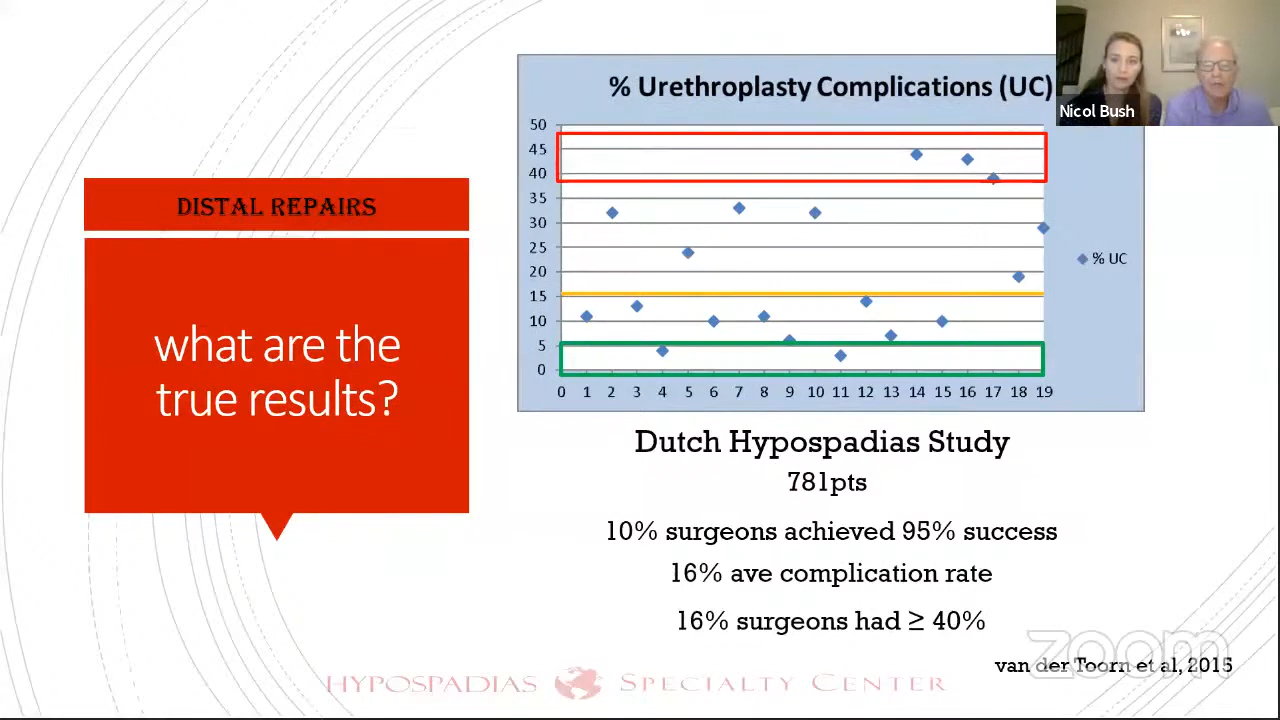 Nicol Bush
DISTAL REPAIRS
what are the
true results?
% Urethroplasty Complications (UC)
50
45
40
35
30
25
20
15
10
5
0
0 1 2 3 4 5 6 7 8 9 10 11 12 13 14 15 16 17 18 19
% UC
Dutch Hypospadias Study
781pts
10% surgeons achieved 95% success
16% ave complication rate
16% surgeons had ≥ 40%
zoom
van der Toorn et al, 2015
HYPOSPADIAS SPECIALTY CENTER